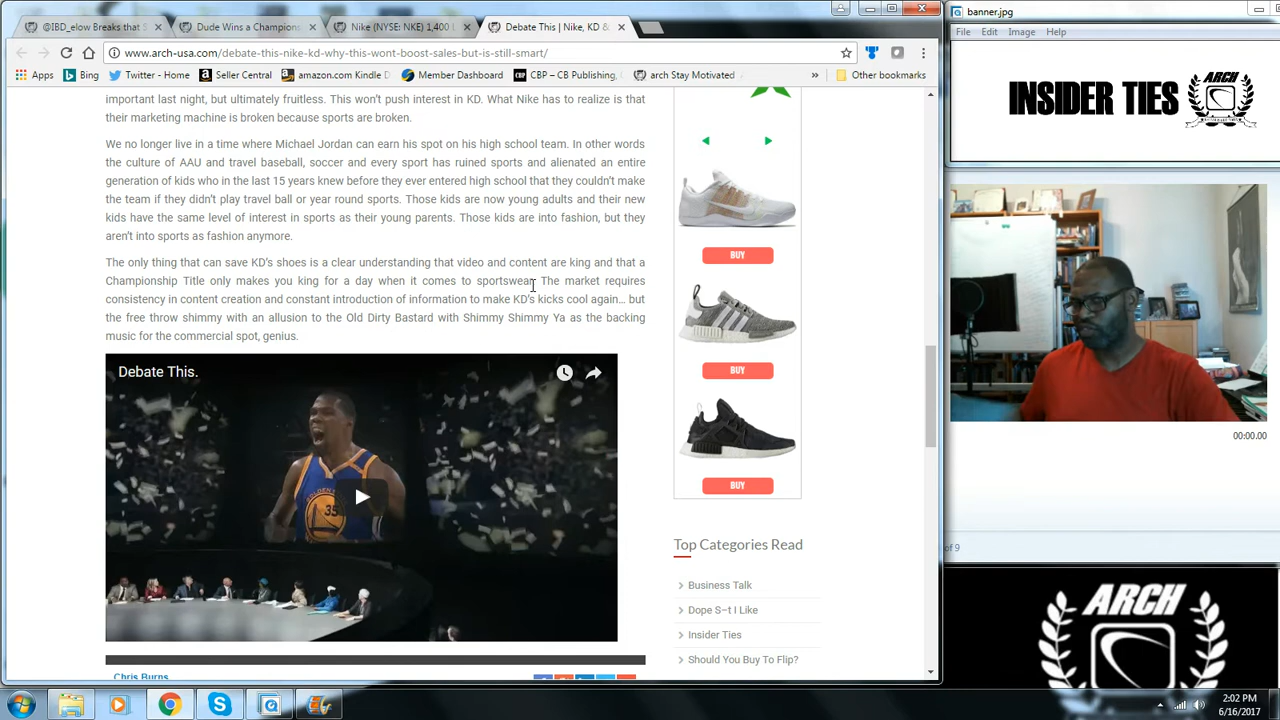 @IBD_elow Breaks that
Dude Wins a Champion
Nike (NYSE: NKE) 1,400 l
Debate This | Nike, KD &
www.arch-usa.com/debate-this-nike-kd-why-this-wont-boost-sales-but-is-still-smart/
Apps Bing Twitter - Home Seller Central amazon.com Kindle D Member Dashboard CBP – CB Publishing, arch Stay Motivated » Other bookmarks
important last night, but ultimately fruitless. This won't push interest in KD. What Nike has to realize is that
their marketing machine is broken because sports are broken.
We no longer live in a time where Michael Jordan can earn his spot on his high school team. In other words
the culture of AAU and travel baseball, soccer and every sport has ruined sports and alienated an entire
generation of kids who in the last 15 years knew before they ever entered high school that they couldn't make
the team if they didn't play travel ball or year round sports. Those kids are now young adults and their new
kids have the same level of interest in sports as their young parents. Those kids are into fashion, but they
aren't into sports as fashion anymore.
The only thing that can save KD's shoes is a clear understanding that video and content are king and that a
Championship Title only makes you king for a day when it comes to sportswear. The market requires
consistency in content creation and constant introduction of information to make KD's kicks cool again... but
the free throw shimmy with an allusion to the Old Dirty Bastard with Shimmy Shimmy Ya as the backing
music for the commercial spot, genius.
Debate This.
GOLDEN
35
Chris Burns
BUY
BUY
BUY
Top Categories Read
Business Talk
Dope S–t I Like
Insider Ties
Should You Buy To Flip?
banner.jpg
File Edit Image Help
INSIDER TIES
ARCH
00:00.00
of 9
ARCH
2:02 PM
6/16/2017